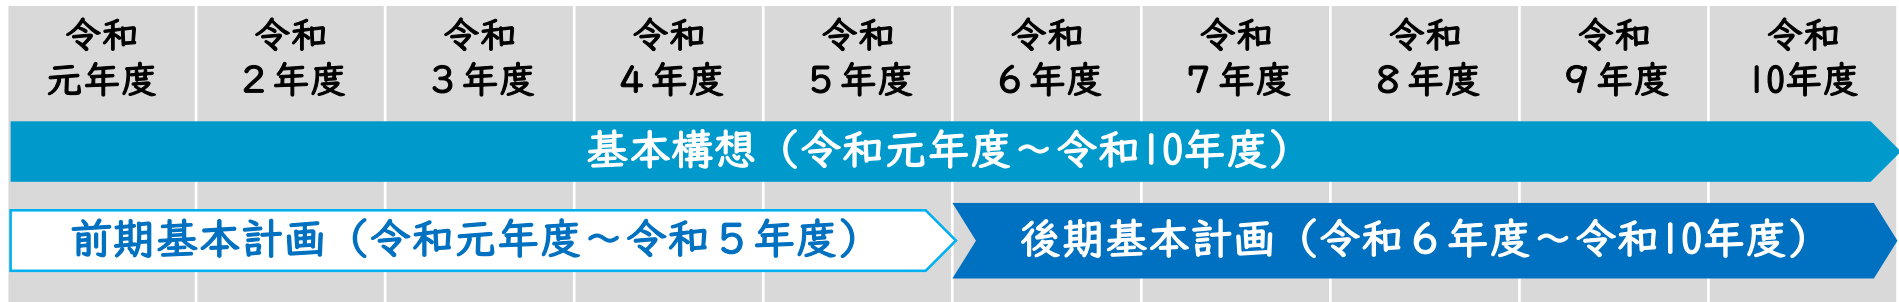 令和
元年度
令和
２年度
令和
３年度
令和
４年度
令和
５年度
令和
６年度
令和
７年度
令和
８年度
令和
９年度
令和
10年度
基本構想（令和元年度～令和10年度）
前期基本計画（令和元年度～令和５年度）
後期基本計画（令和６年度～令和10年度）